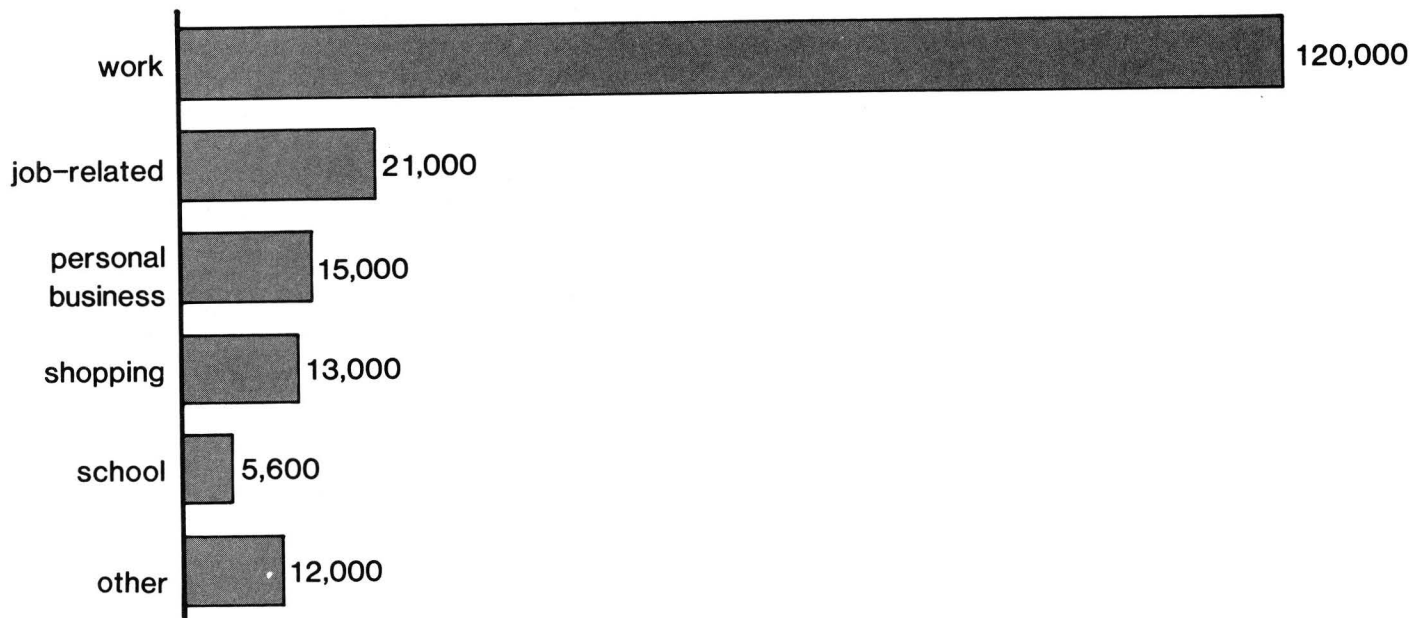 work 120,000
job-related 21,000
personal
business 15,000
shopping 13,000
school 5,600
other 12,000